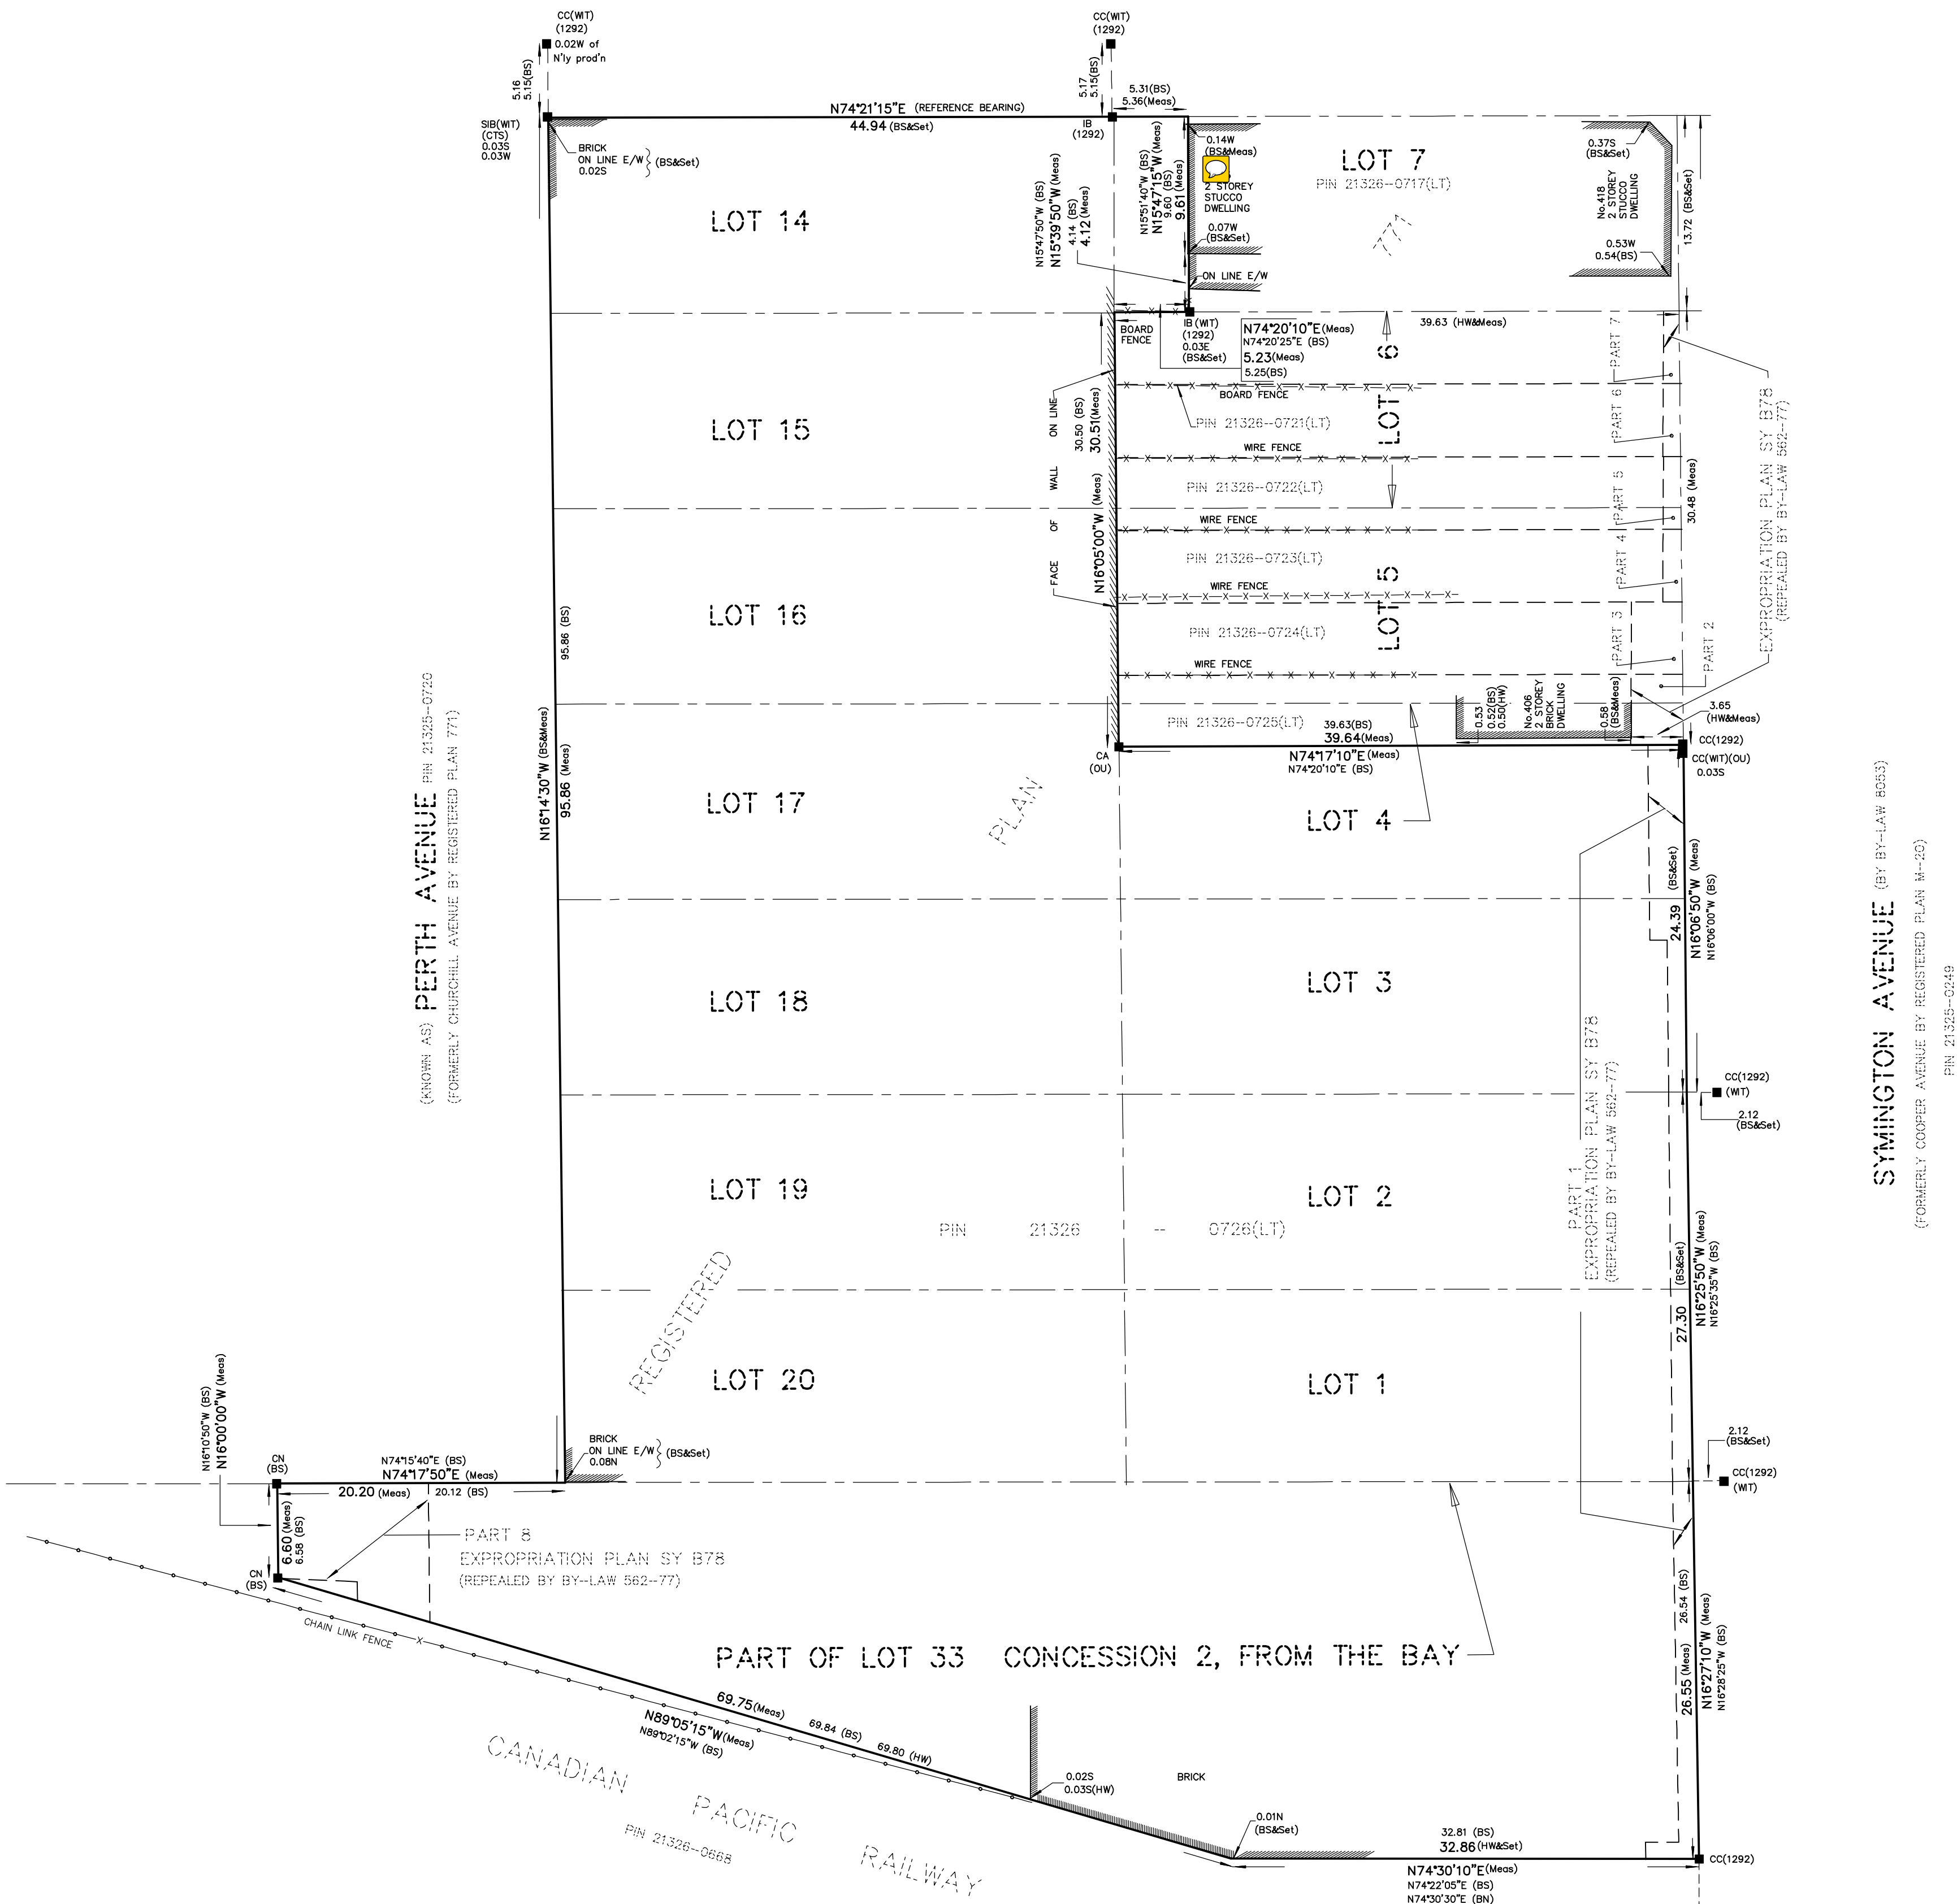 CC(WIT)
(1292)
0.02W of
N'ly prod'n
5.16
5.15(BS)
CC(WIT)
(1292)
5.17
5.15(BS)
5.31(BS)
5.36(Meas)
N74°21'15"E (REFERENCE BEARING)
44.94 (BS&Set)
SIB(WIT)
(CTS)
0.03S
0.03W
IB
(1292)
BRICK
ON LINE E/W (BS&Set)
0.02S
LOT 14
N15°47'50"W (BS)
N15°39'50"W (Meas)
4.14 (BS)
4.12 (Meas)
N15°51'40"W (BS)
N15°47'15"W (Meas)
9.60 (BS)
9.61 (Meas)
0.14W
(BS&Meas)
2 STOREY
STUCCO
DWELLING
0.07W
(BS&Set)
ON LINE E/W
LOT 7
PIN 21326--0717(LT)
771
0.37S
(BS&Set)
No.418
2 STOREY
STUCCO
DWELLING
0.53W
0.54(BS)
13.72 (BS&Set)
BOARD
FENCE
IB (WIT)
(1292)
0.03E
(BS&Set)
N74°20'10"E(Meas)
N74°20'25"E (BS)
5.23(Meas)
5.25(BS)
39.63 (HW&Meas)
LOT 6
PART 7
BOARD FENCE
LOT 15
FACE OF WALL ON LINE
30.50 (BS)
30.51(Meas)
N16°05'00"W (Meas)
PIN 21326--0721(LT)
PART 6
WIRE FENCE
PIN 21326--0722(LT)
PART 5
30.48 (Meas)
EXPROPRIATION PLAN SY B78
(REPEALED BY BY--LAW 562--77)
WIRE FENCE
PIN 21326--0723(LT)
PART 4
WIRE FENCE
LOT 5
LOT 16
PIN 21326--0724(LT)
PART 3
PART 2
WIRE FENCE
95.86 (BS)
N16°14'30"W (BS&Meas)
95.86 (Meas)
PIN 21326--0725(LT)
39.63(BS)
39.64(Meas)
0.53
0.52(BS)
0.50(HW)
No.406
2 STOREY
BRICK
DWELLING
0.58
(BS&Meas)
3.65
(HW&Meas)
CC(1292)
CC(WIT)(OU)
0.03S
CA
(OU)
N74°17'10"E(Meas)
N74°20'10"E (BS)
(KNOWN AS) PERTH AVENUE PIN 21325--0720
(FORMERLY CHURCHILL AVENUE BY REGISTERED PLAN 771)
LOT 17
PLAN
LOT 4
24.39 (BS&Set)
N16°06'50"W (Meas)
N16°06'00"W (BS)
SYMINGTON AVENUE (BY BY--LAW 8053)
(FORMERLY COOPER AVENUE BY REGISTERED PLAN M--20)
PIN 21325--0249
LOT 18
LOT 3
PART 1
EXPROPRIATION PLAN SY B78
(REPEALED BY BY--LAW 562--77)
CC(1292)
(WIT)
2.12
(BS&Set)
LOT 19
LOT 2
PIN 21326 -- 0726(LT)
27.30 (BS&Set)
N16°25'50"W (Meas)
N16°25'35"W (BS)
REGISTERED
LOT 20
LOT 1
N16°10'50"W (BS)
N16°00'00"W (Meas)
CN
(BS)
N74°15'40"E (BS)
N74°17'50"E (Meas)
20.20 (Meas)
20.12 (BS)
BRICK
ON LINE E/W (BS&Set)
0.08N
2.12
(BS&Set)
CC(1292)
(WIT)
6.60 (Meas)
6.58 (BS)
CN
(BS)
PART 8
EXPROPRIATION PLAN SY B78
(REPEALED BY BY--LAW 562--77)
CHAIN LINK FENCE
PART OF LOT 33 CONCESSION 2, FROM THE BAY
26.54 (BS)
26.55 (Meas)
N16°27'10"W (Meas)
N16°28'25"W (BS)
69.75(Meas)
69.84 (BS)
69.80 (HW)
N89°05'15"W(Meas)
N89°02'15"W (BS)
CANADIAN PACIFIC RAILWAY
PIN 21326--0668
0.02S
0.03S(HW)
BRICK
0.01N
(BS&Set)
32.81 (BS)
32.86(HW&Set)
CC(1292)
N74°30'10"E(Meas)
N74°22'05"E (BS)
N74°30'30"E (BN)